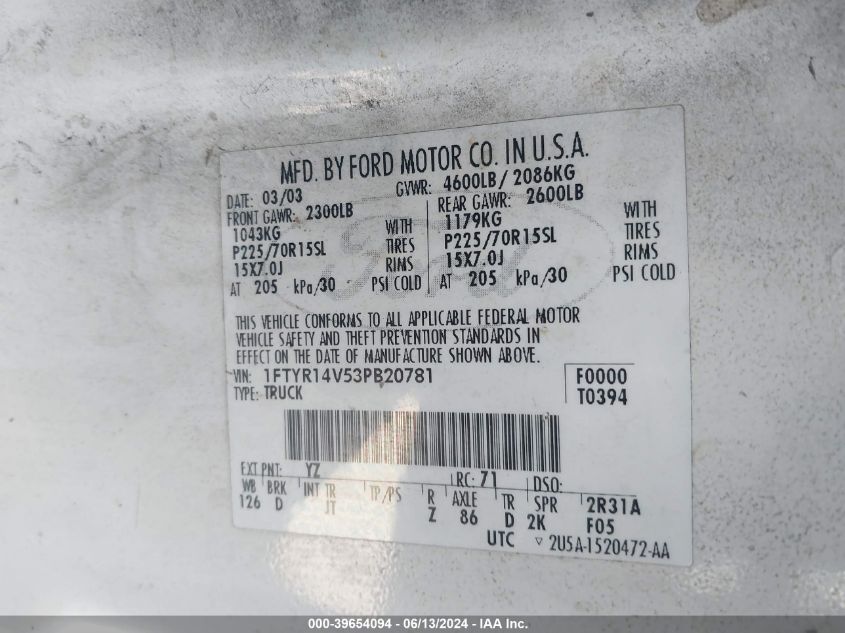 MFD. BY FORD MOTOR CO. IN U.S.A.
DATE: 03/03 GVWR: 4600LB/ 2086KG
FRONT GAWR: 2300LB REAR GAWR: 2600LB
1043KG WITH 1179KG WITH
P225/70R15SL TIRES P225/70R15SL TIRES
15X7.0J RIMS 15X7.0J RIMS
AT 205 kPa/30 PSI COLD AT 205 kPa/30 PSI COLD
Ford
THIS VEHICLE CONFORMS TO ALL APPLICABLE FEDERAL MOTOR
VEHICLE SAFETY AND THEFT PREVENTION STANDARDS IN
EFFECT ON THE DATE OF MANUFACTURE SHOWN ABOVE.
VIN: 1FTYR14V53PB20781 F0000
TYPE: TRUCK T0394
EXT PNT: YZ RC: 71 DSO:
WB BRK INT TR TP/PS R AXLE TR SPR 2R31A
126 D JT Z 86 D 2K F05
UTC ▽ 2U5A-1520472-AA
000-39654094 - 06/13/2024 - IAA Inc.